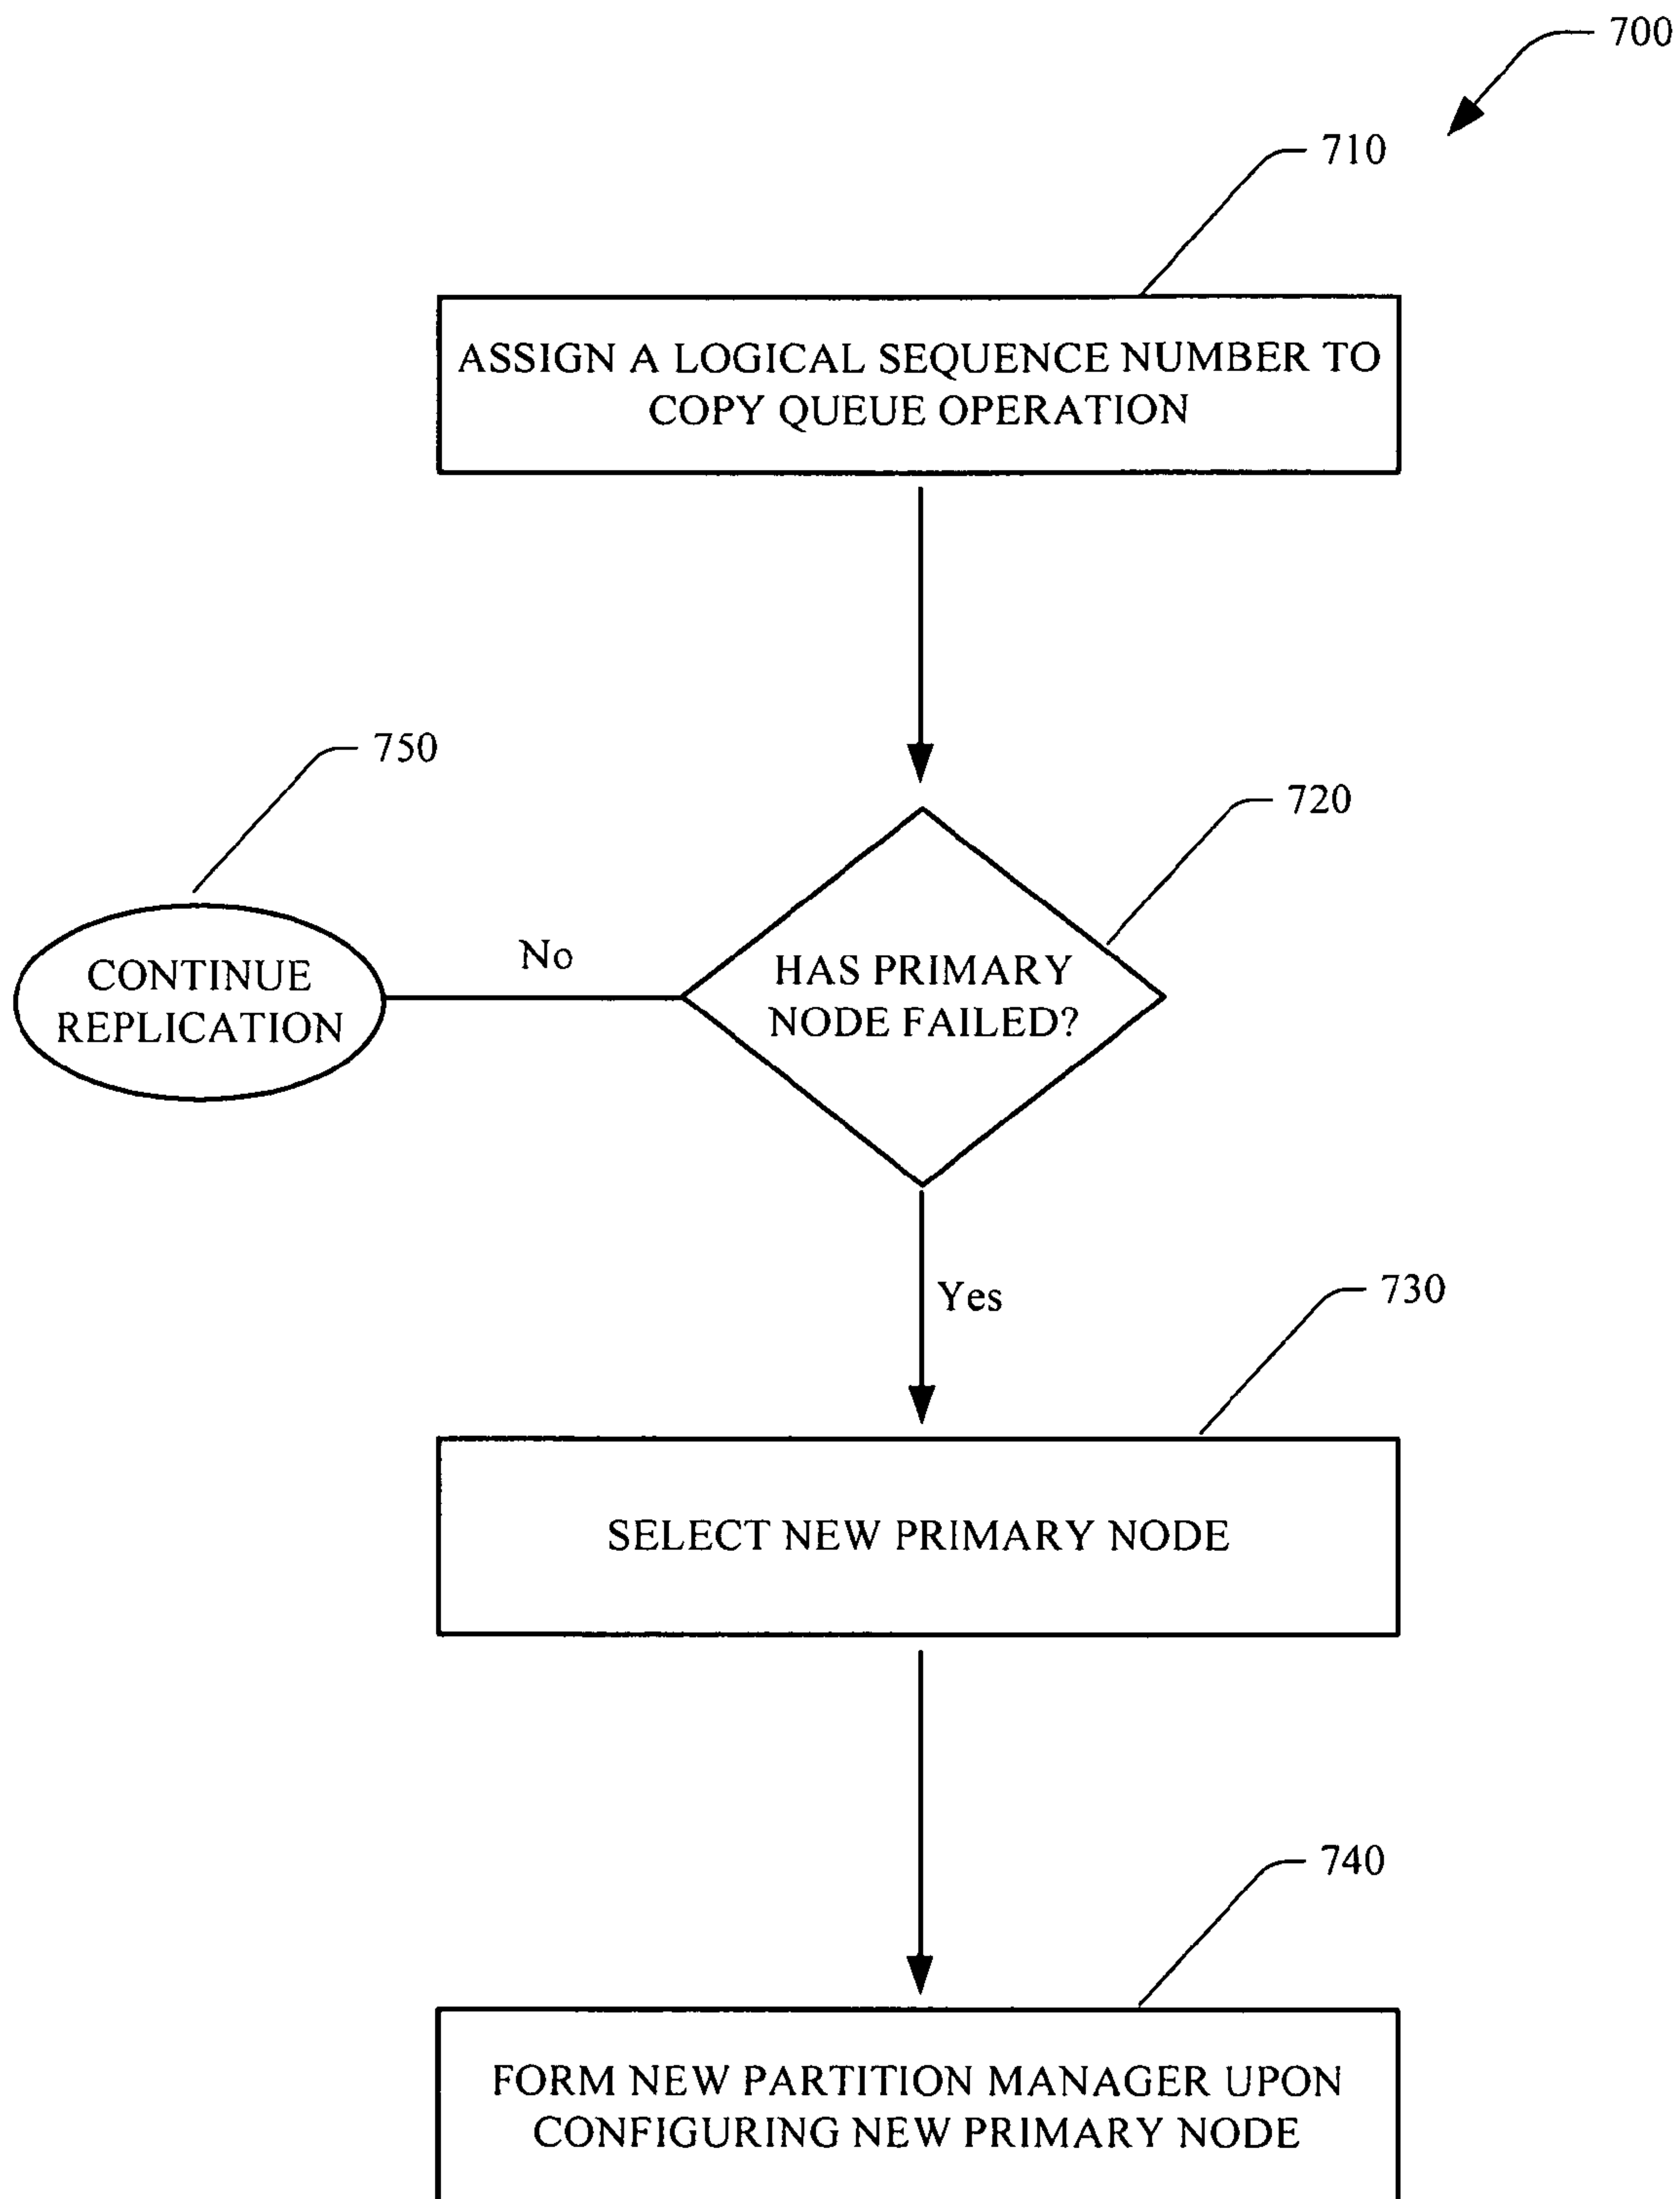 700
710
ASSIGN A LOGICAL SEQUENCE NUMBER TO
COPY QUEUE OPERATION
750
720
CONTINUE
REPLICATION
No
HAS PRIMARY
NODE FAILED?
Yes
730
SELECT NEW PRIMARY NODE
740
FORM NEW PARTITION MANAGER UPON
CONFIGURING NEW PRIMARY NODE